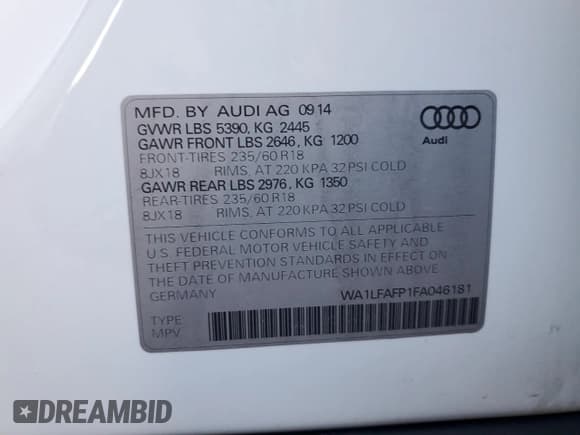 MFD. BY AUDI AG 0914
GVWR LBS 5390, KG 2445
GAWR FRONT LBS 2646, KG 1200
FRONT-TIRES 235/60 R18
8JX18 RIMS, AT 220 KPA 32 PSI COLD
GAWR REAR LBS 2976, KG 1350
REAR-TIRES 235/60 R18
8JX18 RIMS, AT 220 KPA 32 PSI COLD
Audi
THIS VEHICLE CONFORMS TO ALL APPLICABLE
U.S. FEDERAL MOTOR VEHICLE SAFETY AND
THEFT PREVENTION STANDARDS IN EFFECT ON
THE DATE OF MANUFACTURE SHOWN ABOVE
GERMANY WA1LFAFP1FA046181
TYPE
MPV
DREAMBID